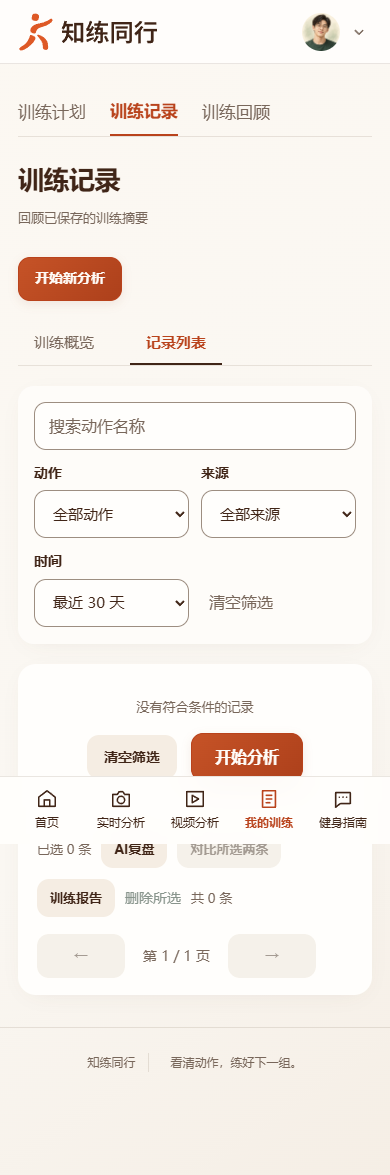 知练同行
训练计划 训练记录 训练回顾
训练记录
回顾已保存的训练摘要
开始新分析
训练概览 记录列表
搜索动作名称
动作 来源
全部动作 全部来源
时间
最近 30 天 清空筛选
没有符合条件的记录
清空筛选 开始分析
首页 实时分析 视频分析 我的训练 健身指南
已选 0 条 AI复盘 对比所选两条
训练报告 删除所选 共 0 条
← 第 1 / 1 页 →
知练同行 看清动作，练好下一组。